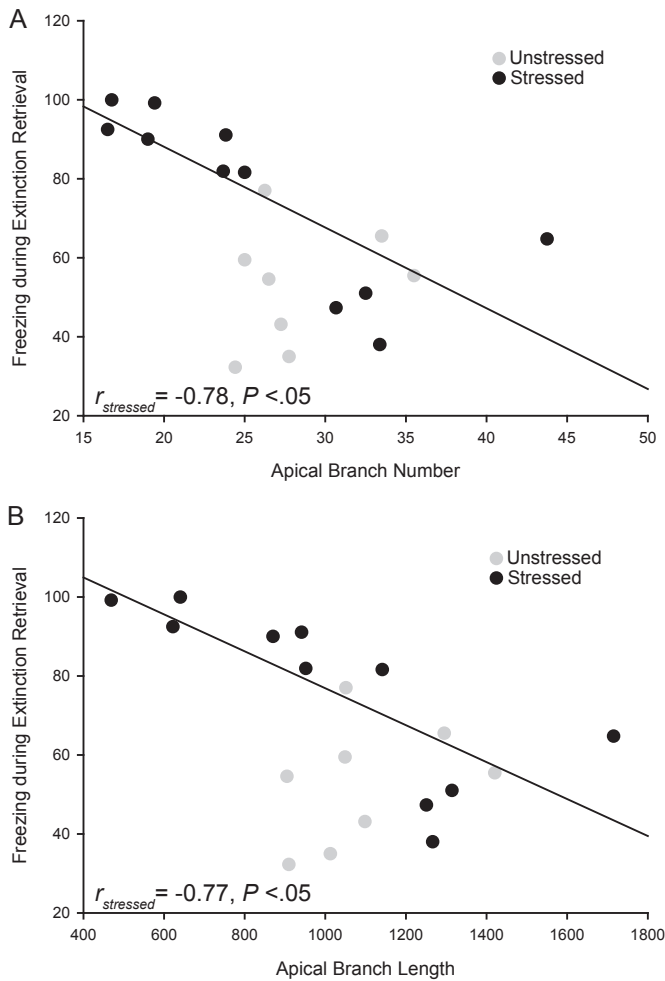 A
120
100
80
60
40
20
Freezing during Extinction Retrieval
Unstressed
Stressed
r stressed = -0.78, P <.05
15 20 25 30 35 40 45 50
Apical Branch Number
B
120
100
80
60
40
20
Freezing during Extinction Retrieval
Unstressed
Stressed
r stressed = -0.77, P <.05
400 600 800 1000 1200 1400 1600 1800
Apical Branch Length